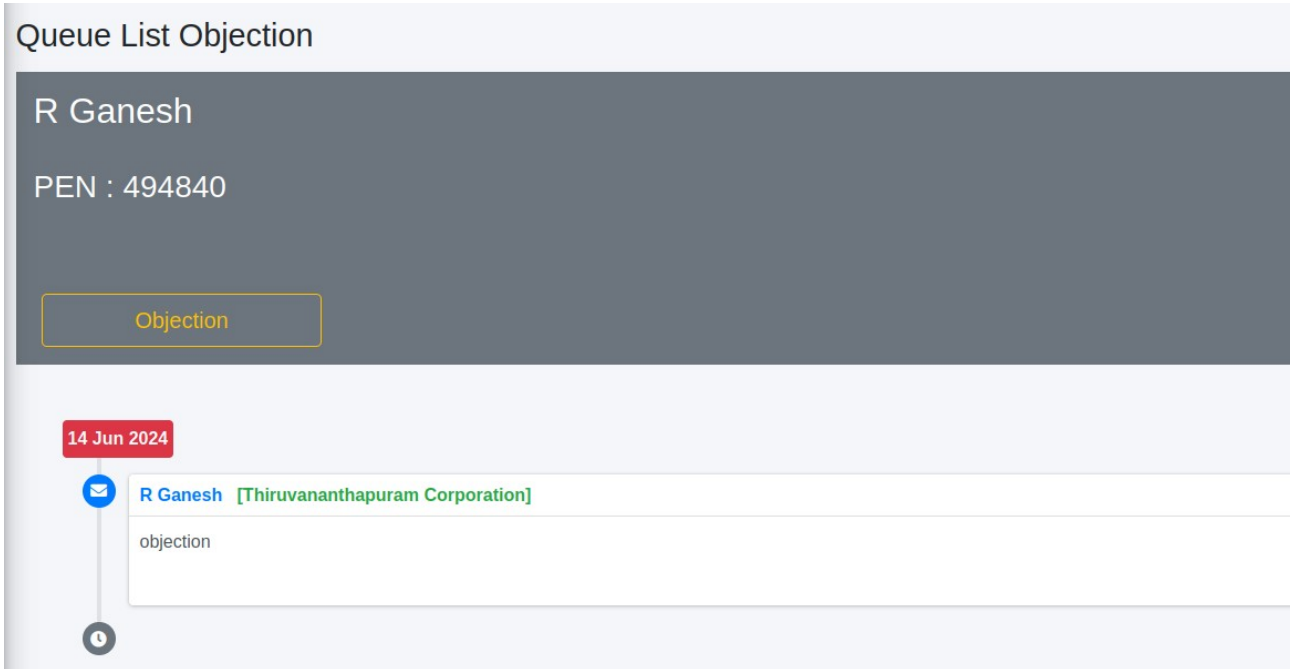 Queue List Objection
R Ganesh
PEN : 494840
Objection
14 Jun 2024
R Ganesh [Thiruvananthapuram Corporation]
objection